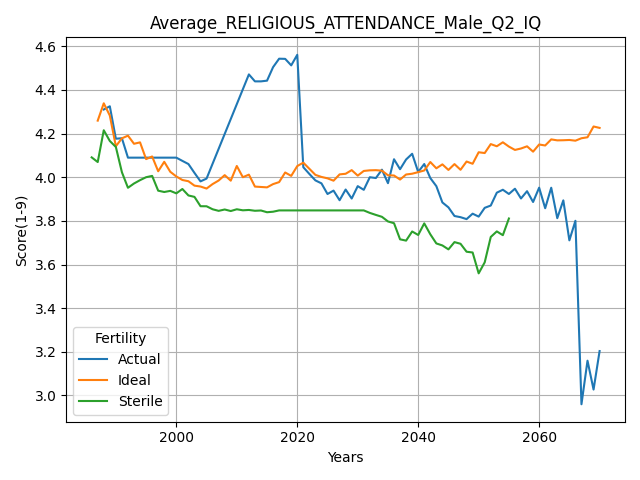 Average_RELIGIOUS_ATTENDANCE_Male_Q2_IQ
Score(1-9)
4.6
4.4
4.2
4.0
3.8
3.6
3.4
3.2
3.0
Fertility
Actual
Ideal
Sterile
2000
2020
2040
2060
Years